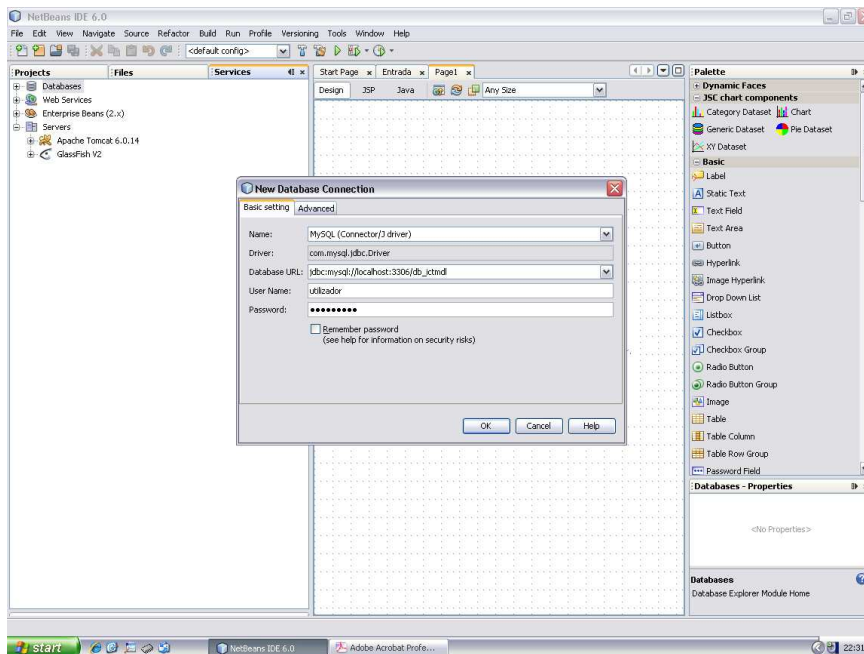 NetBeans IDE 6.0
File Edit View Navigate Source Refactor Build Run Profile Versioning Tools Window Help
<default config>
Projects Files Services
Databases
Web Services
Enterprise Beans (2.x)
Servers
Apache Tomcat 6.0.14
GlassFish V2
Start Page Entrada Page1
Design JSP Java Any Size
New Database Connection
Basic setting Advanced
Name: MySQL (Connector/J driver)
Driver: com.mysql.jdbc.Driver
Database URL: jdbc:mysql://localhost:3306/db_ictmdl
User Name: utilizador
Password: •••••••••
Remember password
(see help for information on security risks)
OK Cancel Help
Palette
Dynamic Faces
JSC chart components
Category Dataset Chart
Generic Dataset Pie Dataset
XY Dataset
Basic
Label
Static Text
Text Field
Text Area
Button
Hyperlink
Image Hyperlink
Drop Down List
Listbox
Checkbox
Checkbox Group
Radio Button
Radio Button Group
Image
Table
Table Column
Table Row Group
Password Field
Databases - Properties
<No Properties>
Databases
Database Explorer Module Home
start NetBeans IDE 6.0 Adobe Acrobat Profe...